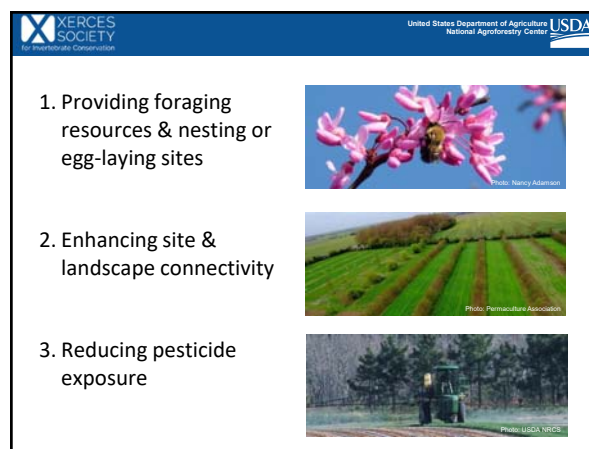 XERCES
SOCIETY
for Invertebrate Conservation
United States Department of Agriculture
National Agroforestry Center
USDA
1. Providing foraging
resources & nesting or
egg-laying sites
Photo: Nancy Adamson
2. Enhancing site &
landscape connectivity
Photo: Permaculture Association
3. Reducing pesticide
exposure
Photo: USDA NRCS